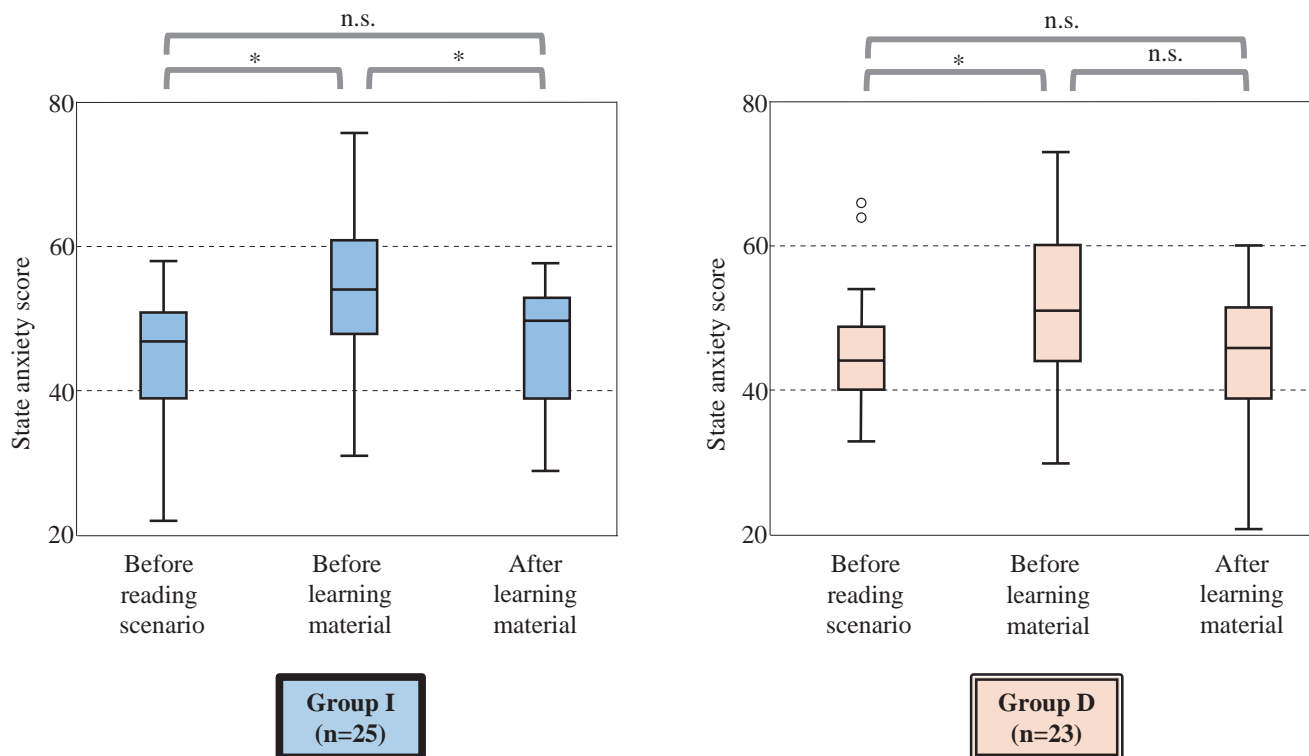 n.s.
*
*
80
60
40
20
State anxiety score
Before
reading
scenario
Before
learning
material
After
learning
material
Group I
(n=25)
n.s.
*
n.s.
80
60
40
20
State anxiety score
Before
reading
scenario
Before
learning
material
After
learning
material
Group D
(n=23)